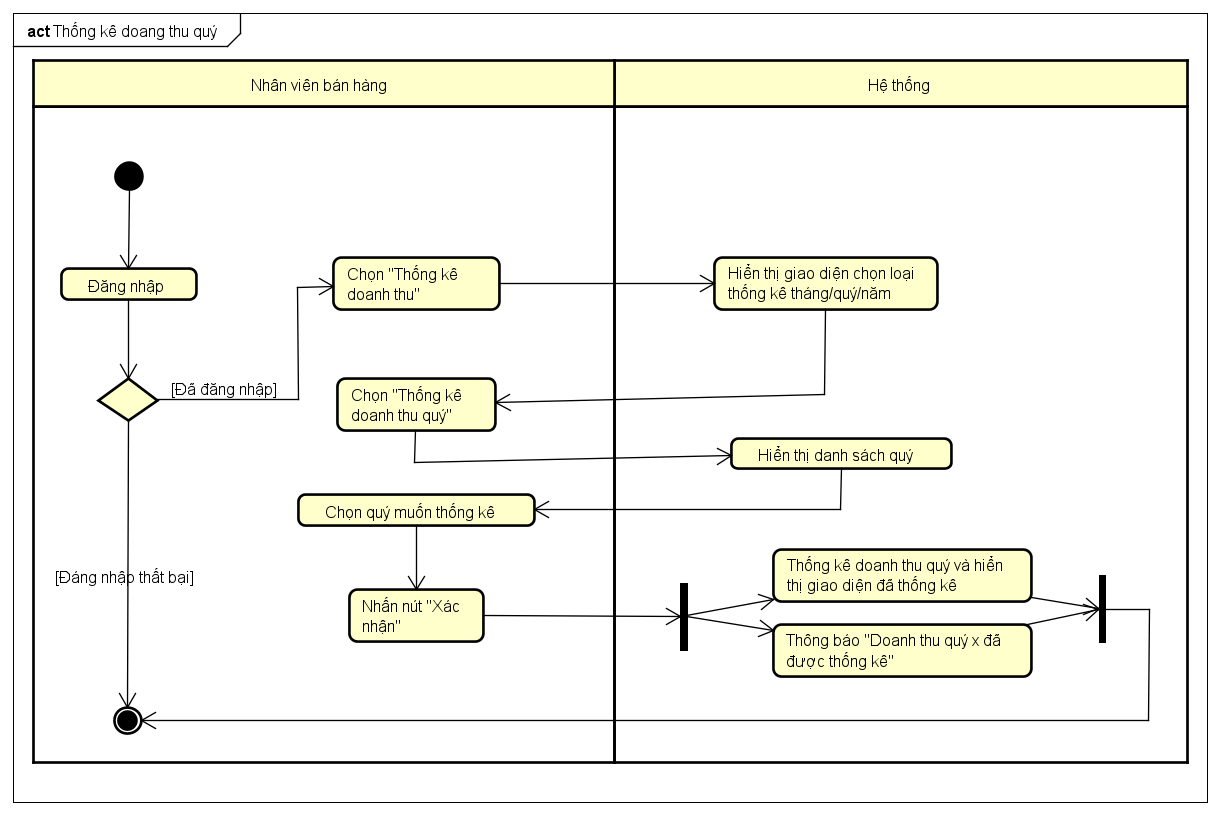 act Thống kê doang thu quý
Nhân viên bán hàng
Hệ thống
Đăng nhập
[Đã đăng nhập]
Chọn "Thống kê
doanh thu"
Hiển thị giao diện chọn loại
thống kê tháng/quý/năm
Chọn "Thống kê
doanh thu quý"
Hiển thị danh sách quý
Chọn quý muốn thống kê
[Đáng nhập thất bại]
Nhấn nút "Xác
nhận"
Thống kê doanh thu quý và hiển
thị giao diện đã thống kê
Thông báo "Doanh thu quý x đã
được thống kê"